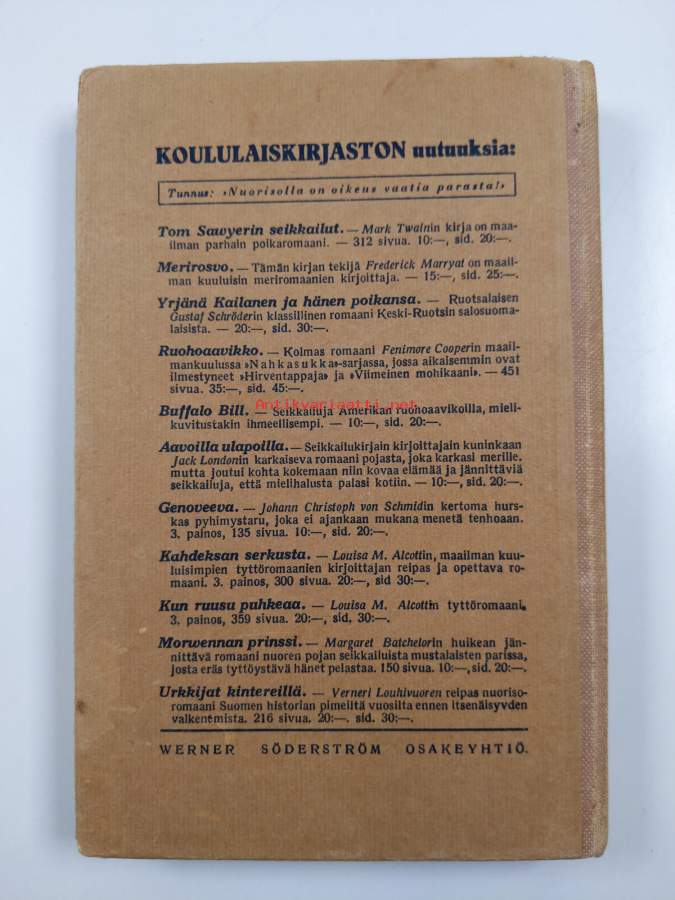 KOULULAISKIRJASTON uutuuksia:
Tunnus: »Nuorisolla on oikeus vaatia parasta!»
Tom Sawyerin seikkailut. — Mark Twainin kirja on maa-
ilman parhain poikaromaani. — 312 sivua. 10:—, sid. 20:—.
Merirosvo. — Tämän kirjan tekijä Frederick Marryat on maail-
man kuuluisin meriromaanien kirjoittaja. — 15:—, sid. 25:—.
Yrjänä Kailanen ja hänen poikansa. — Ruotsalaisen
Gustaf Schröderin klassillinen romaani Keski-Ruotsin salosuoma-
laisista. — 20:—, sid. 30:—.
Ruohoaavikko. — Kolmas romaani Fenimore Cooperin maail-
mankuulussa »Nahkasukka»-sarjassa, jossa aikaisemmin ovat
ilmestyneet »Hirventappaja» ja »Viimeinen mohikaani». — 451
sivua. 35:—, sid. 45:—.
Antikvariaatti.net
Buffalo Bill. — Seikkailuja Amerikan ruohoaavikoilla, mieli-
kuvitustakin ihmeellisempi. — 10:—, sid. 20:—.
Aavoilla ulapoilla. — Seikkailukirjain kirjoittajain kuninkaan
Jack Londonin karkaiseva romaani pojasta, joka karkasi merille.
mutta joutui kohta kokemaan niin kovaa elämää ja jännittäviä
seikkailuja, että mielihalusta palasi kotiin. — 10:—, sid. 20:—.
Genoveeva. — Johann Christoph von Schmidin kertoma hurs-
kas pyhimystaru, joka ei ajankaan mukana menetä tenhoaan.
3. painos, 135 sivua. 10:—, sid. 20:—.
Kahdeksan serkusta. — Louisa M. Alcottin, maailman kuu-
luisimpien tyttöromaanien kirjoittajan reipas ja opettava ro-
maani. 3. painos, 300 sivua. 20:—, sid 30:—.
Kun ruusu puhkeaa. — Louisa M. Alcottin tyttöromaani.
3. painos, 359 sivua. 20:—, sid. 30:—.
Morwennan prinssi. — Margaret Batchelorin huikean jän-
nittävä romaani nuoren pojan seikkailuista mustalaisten parissa,
josta eräs tyttöystävä hänet pelastaa. 150 sivua. 10:—, sid. 20:—.
Urkkijat kintereillä. — Verneri Louhivuoren reipas nuoriso-
romaani Suomen historian pimeiltä vuosilta ennen itsenäisyyden
valkenemista. 216 sivua. 20:—. sid. 30:—.
WERNER SÖDERSTRÖM OSAKEYHTIÖ.